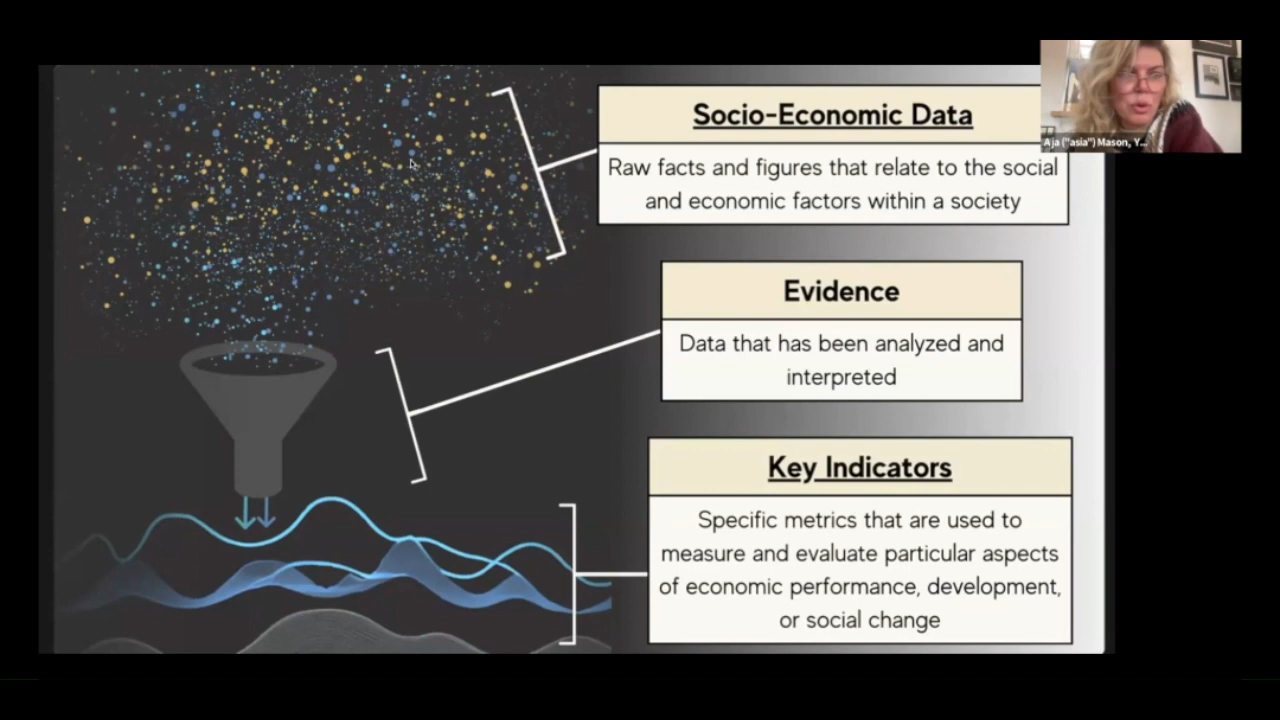 Socio-Economic Data
Raw facts and figures that relate to the social
and economic factors within a society
Aja ("asia") Mason, Y...
Evidence
Data that has been analyzed and
interpreted
Key Indicators
Specific metrics that are used to
measure and evaluate particular aspects
of economic performance, development,
or social change